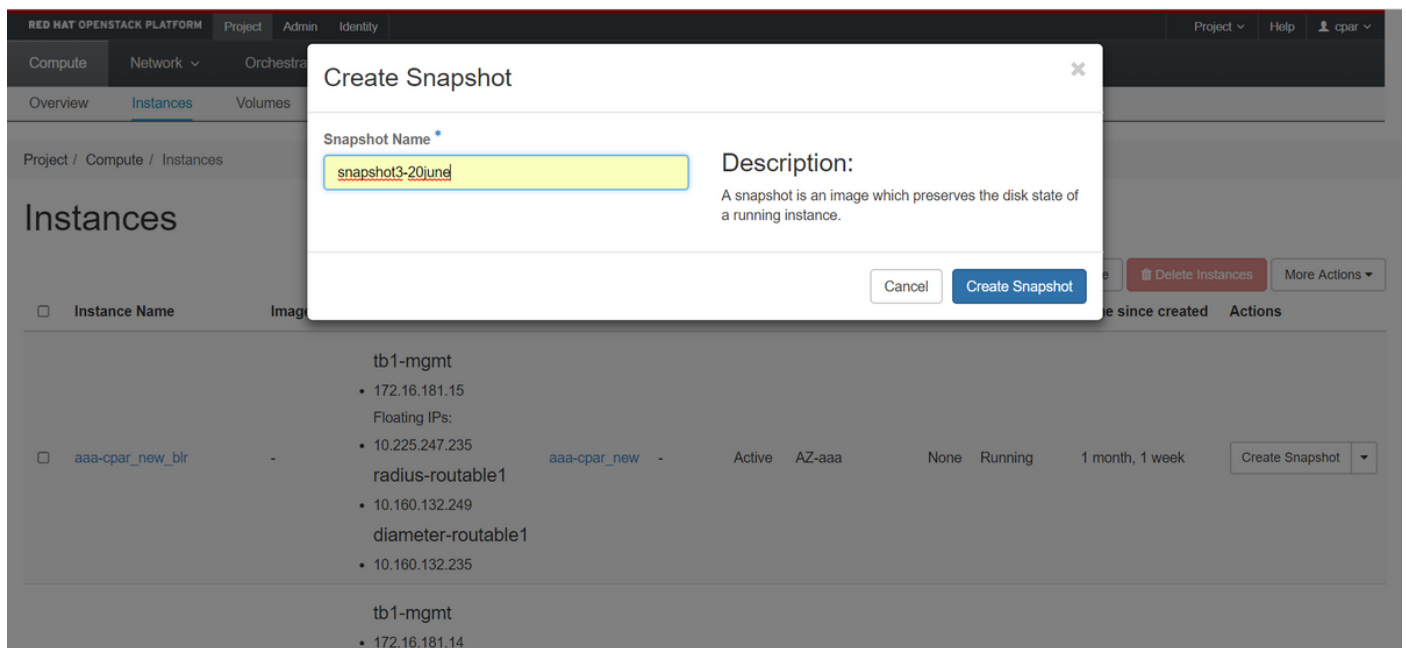 RED HAT OPENSTACK PLATFORM Project Admin Identity Project Help cpar
Compute Network Orchestra
Overview Instances Volumes
Create Snapshot
Project / Compute / Instances
Snapshot Name *
snapshot3-20june
Description:
A snapshot is an image which preserves the disk state of
a running instance.
Cancel Create Snapshot
Instances
e Delete Instances More Actions
Instance Name Image e since created Actions
tb1-mgmt
• 172.16.181.15
Floating IPs:
• 10.225.247.235
aaa-cpar_new_blr - aaa-cpar_new - Active AZ-aaa None Running 1 month, 1 week Create Snapshot
radius-routable1
• 10.160.132.249
diameter-routable1
• 10.160.132.235
tb1-mgmt
• 172.16.181.14